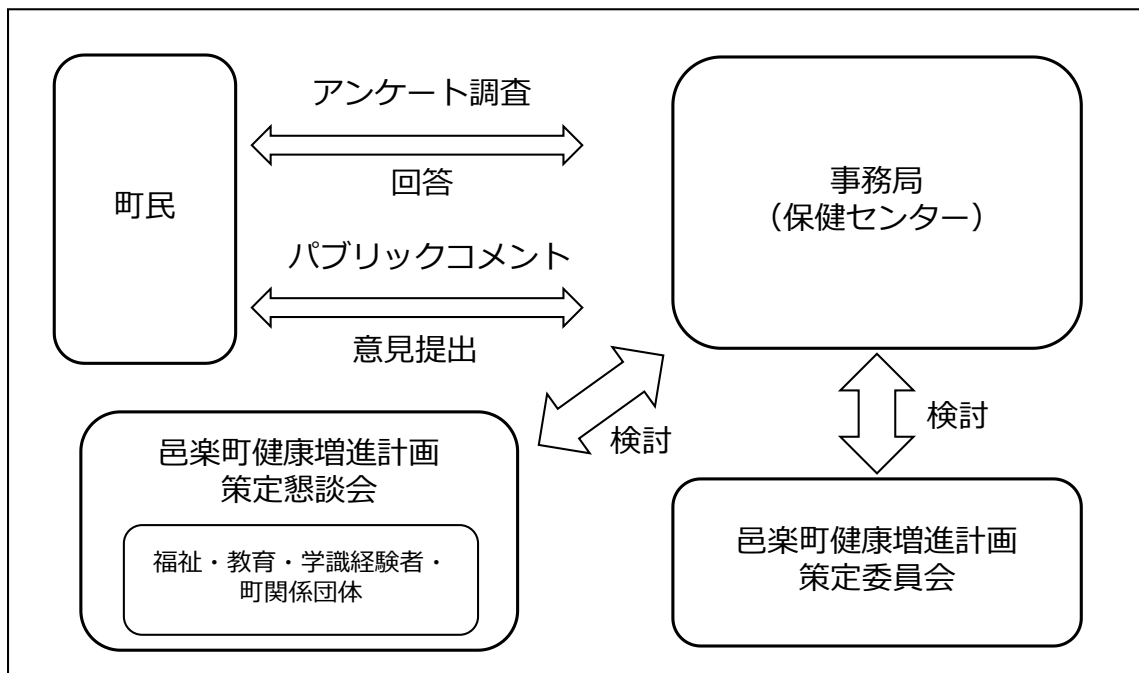 アンケート調査
町民
回答
事務局
（保健センター）
パブリックコメント
意見提出
検討
検討
邑楽町健康増進計画
策定懇談会
福祉・教育・学識経験者・
町関係団体
邑楽町健康増進計画
策定委員会